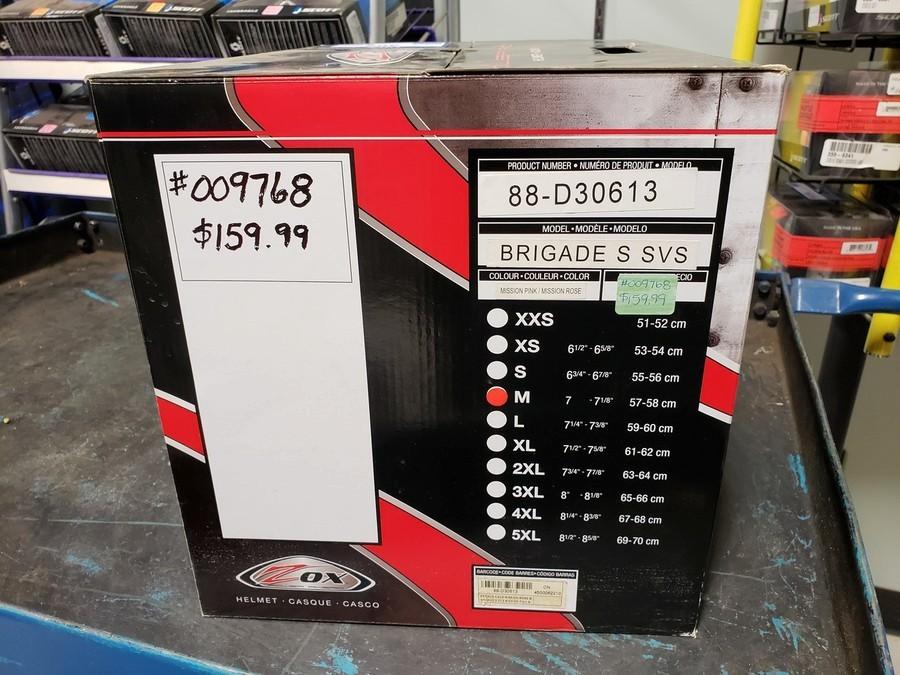 SCOTT
SCOTT
#009768
$159.99
PRODUCT NUMBER • NUMÉRO DE PRODUIT • MODELO
88-D30613
MODEL • MODÈLE • MODELO
BRIGADE S SVS
COLOUR • COULEUR • COLOR
MISSION PINK / MISSION ROSE
#009768
$159.99
XXS 51-52 cm
XS 6 1/2" - 6 5/8" 53-54 cm
S 6 3/4" - 6 7/8" 55-56 cm
M 7 - 7 1/8" 57-58 cm
L 7 1/4" - 7 3/8" 59-60 cm
XL 7 1/2" - 7 5/8" 61-62 cm
2XL 7 3/4" - 7 7/8" 63-64 cm
3XL 8" - 8 1/8" 65-66 cm
4XL 8 1/4" - 8 3/8" 67-68 cm
5XL 8 1/2" - 8 5/8" 69-70 cm
ZOX
HELMET · CASQUE · CASCO
BARCODE • CODE BARRES • CÓDIGO BARRAS
88-D30613
CN